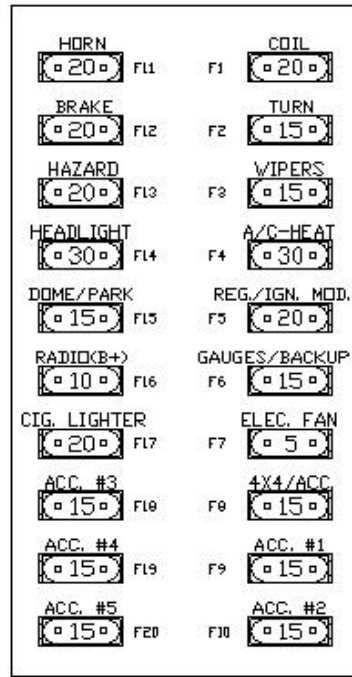 HORN COIL
20 F11 F1 20
BRAKE TURN
20 F12 F2 15
HAZARD WIPERS
20 F13 F3 15
HEADLIGHT A/C-HEAT
30 F14 F4 30
DOME/PARK REG./IGN. MOD.
15 F15 F5 20
RADIO(B+) GAUGES/BACKUP
10 F16 F6 15
CIG. LIGHTER ELEC. FAN
20 F17 F7 5
ACC. #3 4X4/ACC
15 F18 F8 15
ACC. #4 ACC. #1
15 F19 F9 15
ACC. #5 ACC. #2
15 F20 F10 15